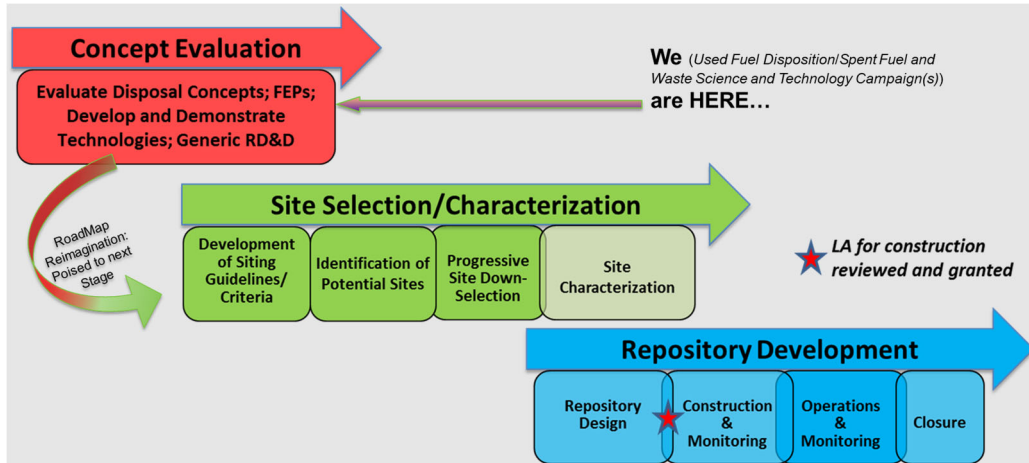 Concept Evaluation
Evaluate Disposal Concepts; FEPs;
Develop and Demonstrate
Technologies; Generic RD&D
We (Used Fuel Disposition/Spent Fuel and
Waste Science and Technology Campaign(s))
are HERE…
RoadMap
Reimagination:
Poised to next
Stage
Site Selection/Characterization
Development
of Siting
Guidelines/
Criteria
Identification of
Potential Sites
Progressive
Site Down-
Selection
Site
Characterization
LA for construction
reviewed and granted
Repository Development
Repository
Design
Construction
&
Monitoring
Operations
&
Monitoring
Closure